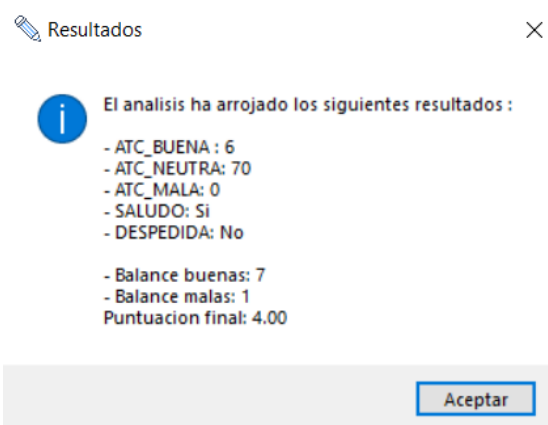 Resultados
El analisis ha arrojado los siguientes resultados :
- ATC_BUENA : 6
- ATC_NEUTRA: 70
- ATC_MALA: 0
- SALUDO: Si
- DESPEDIDA: No
- Balance buenas: 7
- Balance malas: 1
Puntuacion final: 4.00
Aceptar